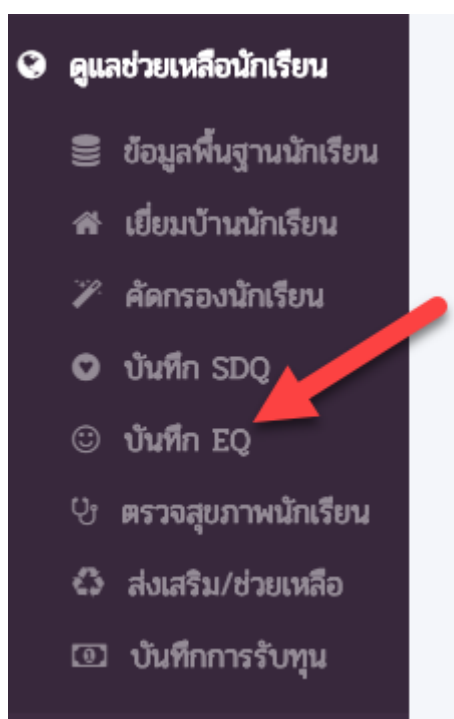 ดูแลช่วยเหลือนักเรียน
ข้อมูลพื้นฐานนักเรียน
เยี่ยมบ้านนักเรียน
คัดกรองนักเรียน
บันทึก SDQ
บันทึก EQ
ตรวจสุขภาพนักเรียน
ส่งเสริม/ช่วยเหลือ
บันทึกการรับทุน